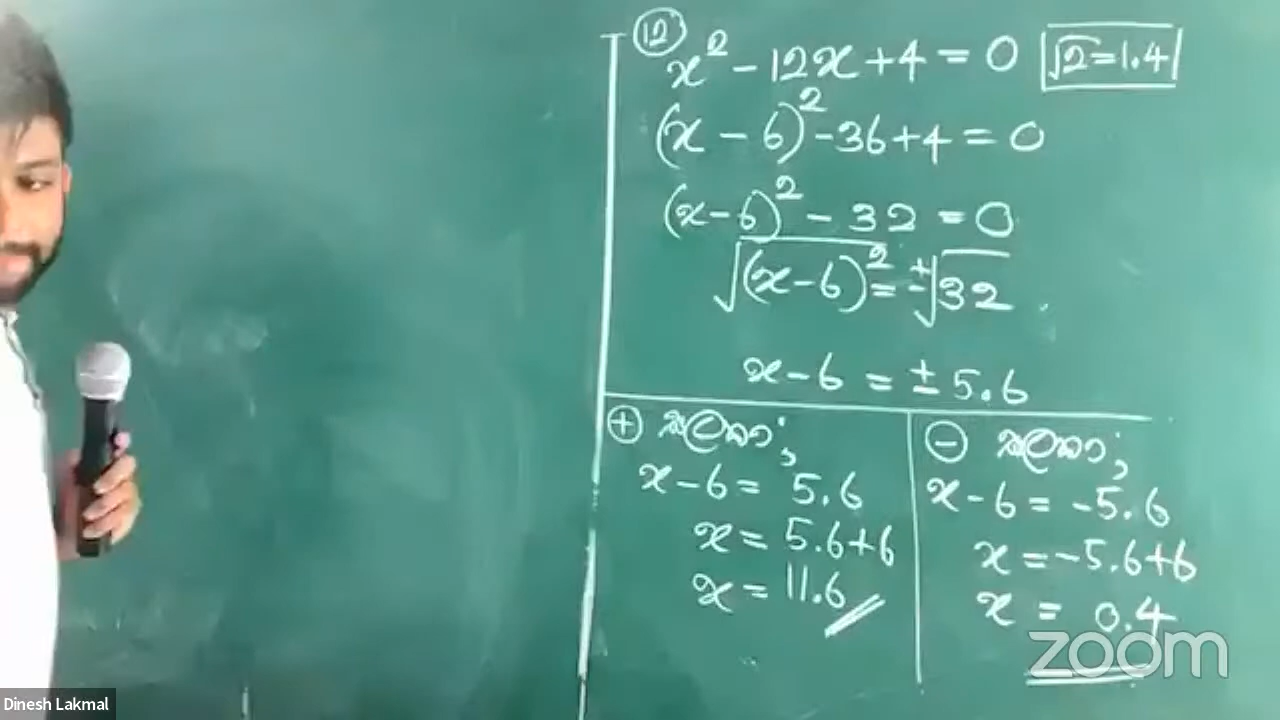 ⑫ x² - 12x + 4 = 0 √2 = 1.4
(x - 6)² - 36 + 4 = 0
(x - 6)² - 32 = 0
√(x - 6)² = ±√32
x - 6 = ± 5.6
⊕ සලකා;
x - 6 = 5.6
x = 5.6 + 6
x = 11.6
⊖ සලකා;
x - 6 = -5.6
x = -5.6 + 6
x = 0.4
zoom
Dinesh Lakmal